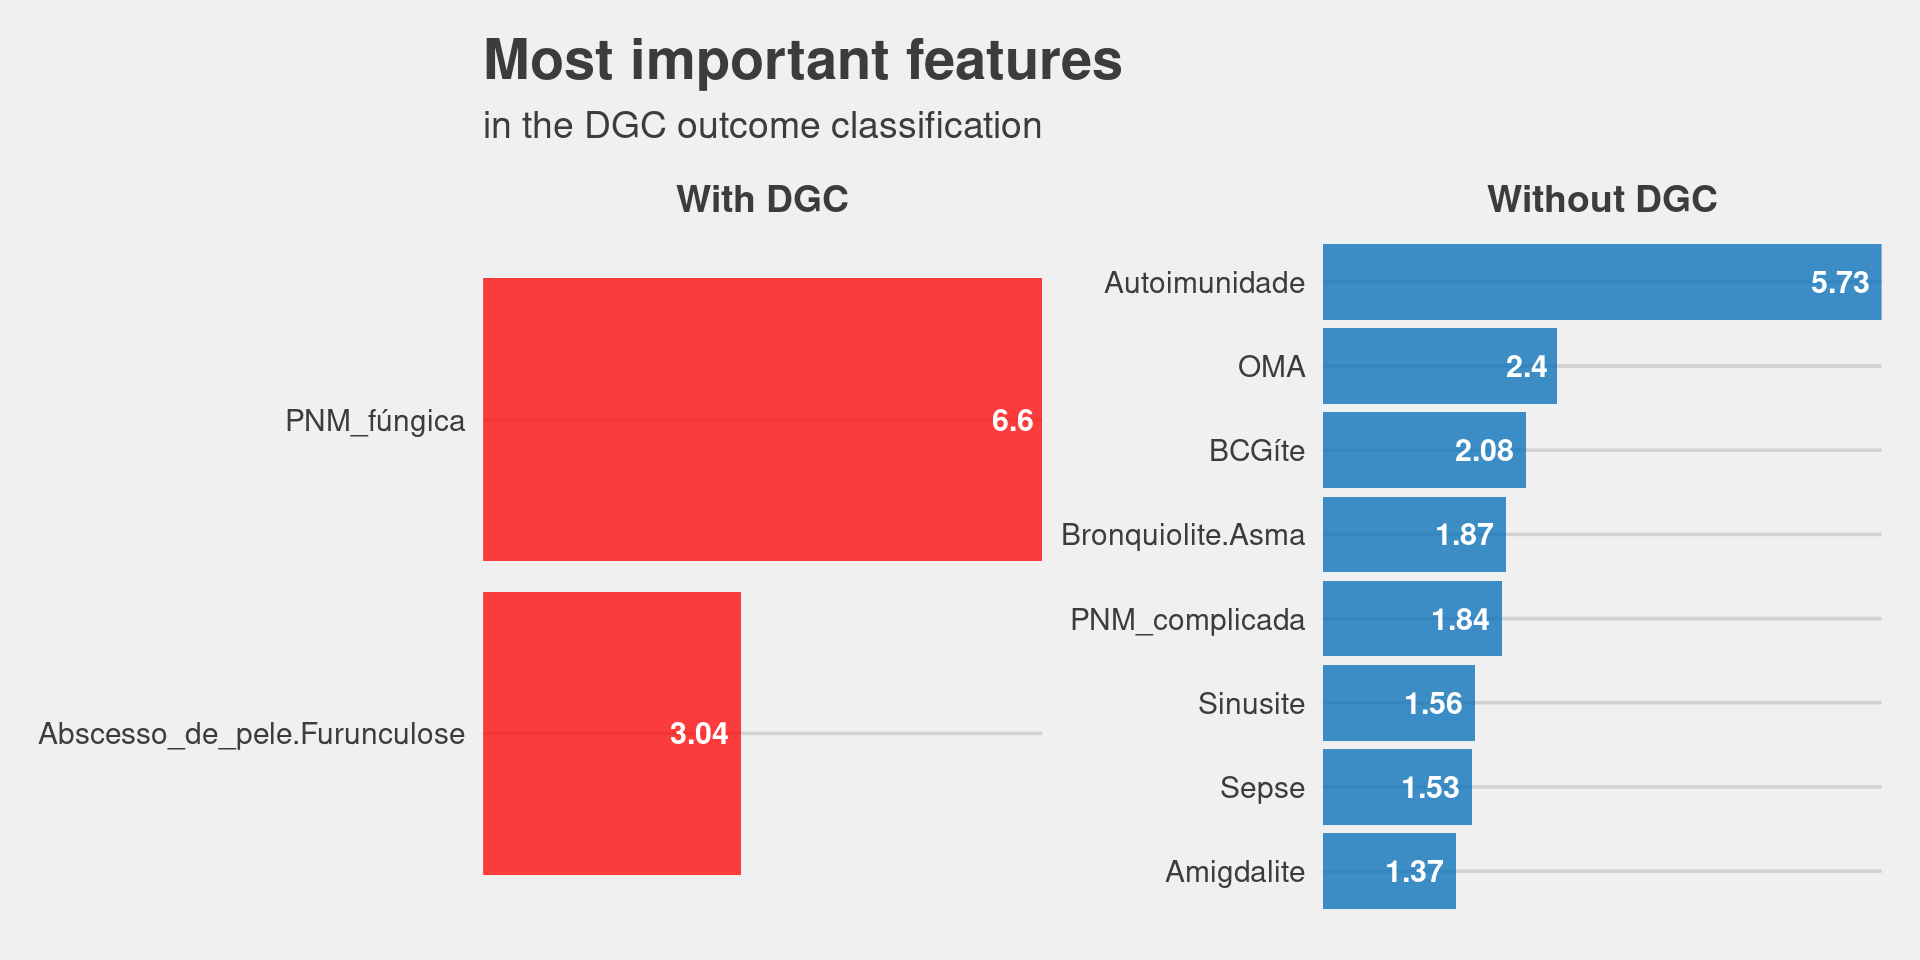 Most important features
in the DGC outcome classification
With DGC
PNM_fúngica
6.6
Abscesso_de_pele.Furunculose
3.04
Without DGC
Autoimunidade
5.73
OMA
2.4
BCGíte
2.08
Bronquiolite.Asma
1.87
PNM_complicada
1.84
Sinusite
1.56
Sepse
1.53
Amigdalite
1.37